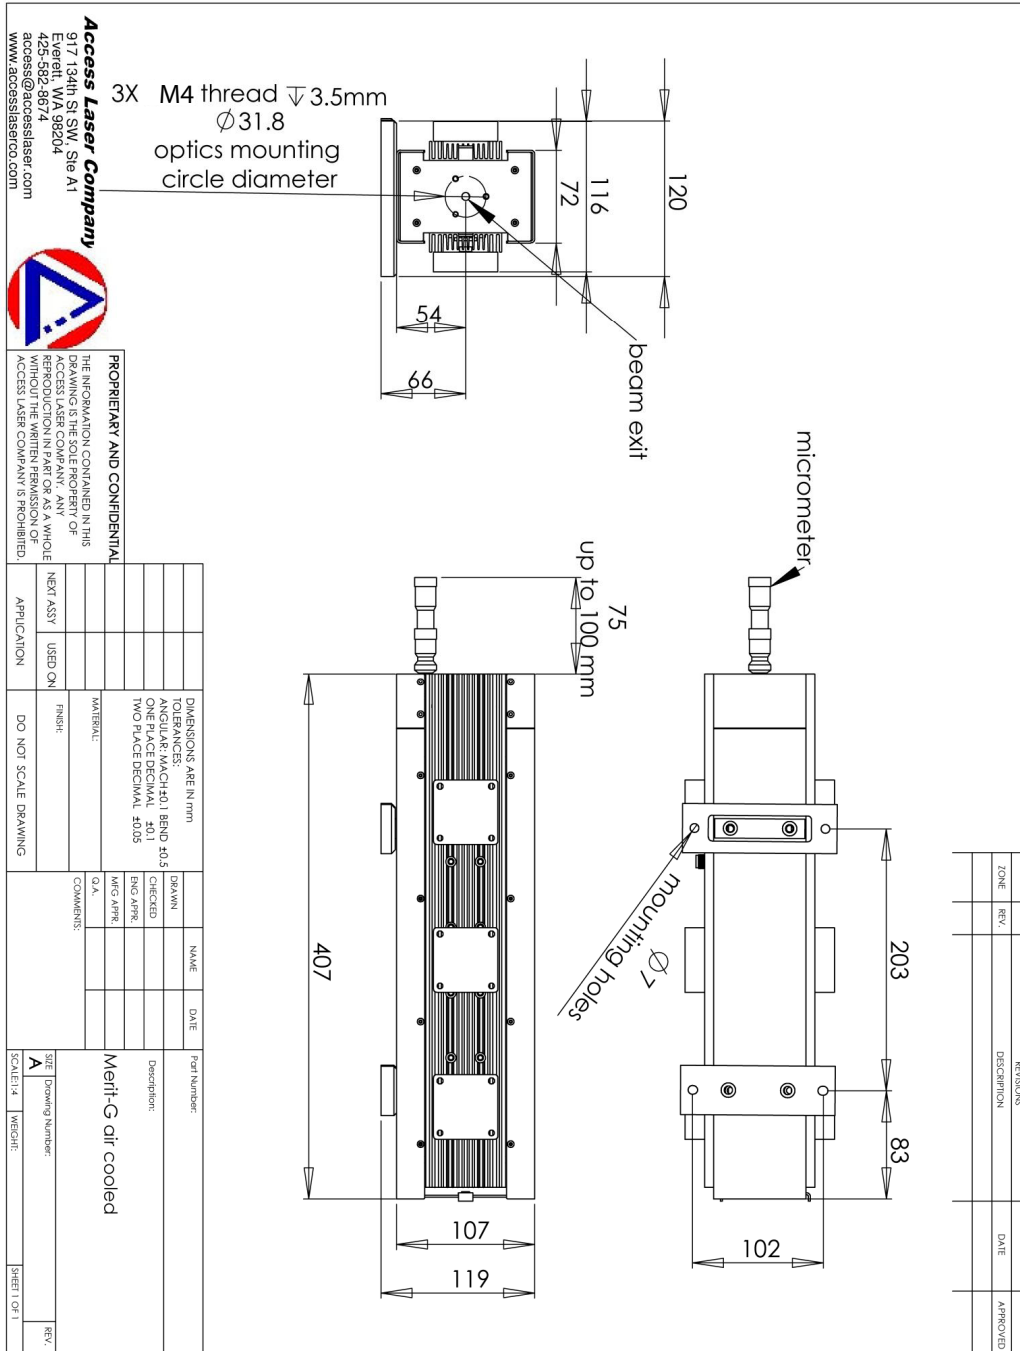 3X M4 thread ↧ 3.5mm
∅31.8
optics mounting
circle diameter
120
116
72
54
66
beam exit
micrometer
75
up to 100 mm
407
107
119
203
83
102
∅7
mounting holes
ZONE
REV.
REVISIONS
DESCRIPTION
DATE
APPROVED
Access Laser Company
917 134th St SW, Ste A1
Everett, WA 98204
425-582-8674
access@accesslaser.com
www.accesslaserco.com
PROPRIETARY AND CONFIDENTIAL
THE INFORMATION CONTAINED IN THIS
DRAWING IS THE SOLE PROPERTY OF
ACCESS LASER COMPANY. ANY
REPRODUCTION IN PART OR AS A WHOLE
WITHOUT THE WRITTEN PERMISSION OF
ACCESS LASER COMPANY IS PROHIBITED.
NEXT ASSY
USED ON
APPLICATION
DIMENSIONS ARE IN mm
TOLERANCES:
ANGULAR: MACH±0.1 BEND ±0.5
ONE PLACE DECIMAL ±0.1
TWO PLACE DECIMAL ±0.05
MATERIAL:
FINISH:
DO NOT SCALE DRAWING
NAME
DATE
DRAWN
CHECKED
ENG APPR.
MFG APPR.
Q.A.
COMMENTS:
Part Number:
Description:
Merit-G air cooled
SIZE
A
Drawing Number:
REV.
SCALE:1:4
WEIGHT:
SHEET 1 OF 1